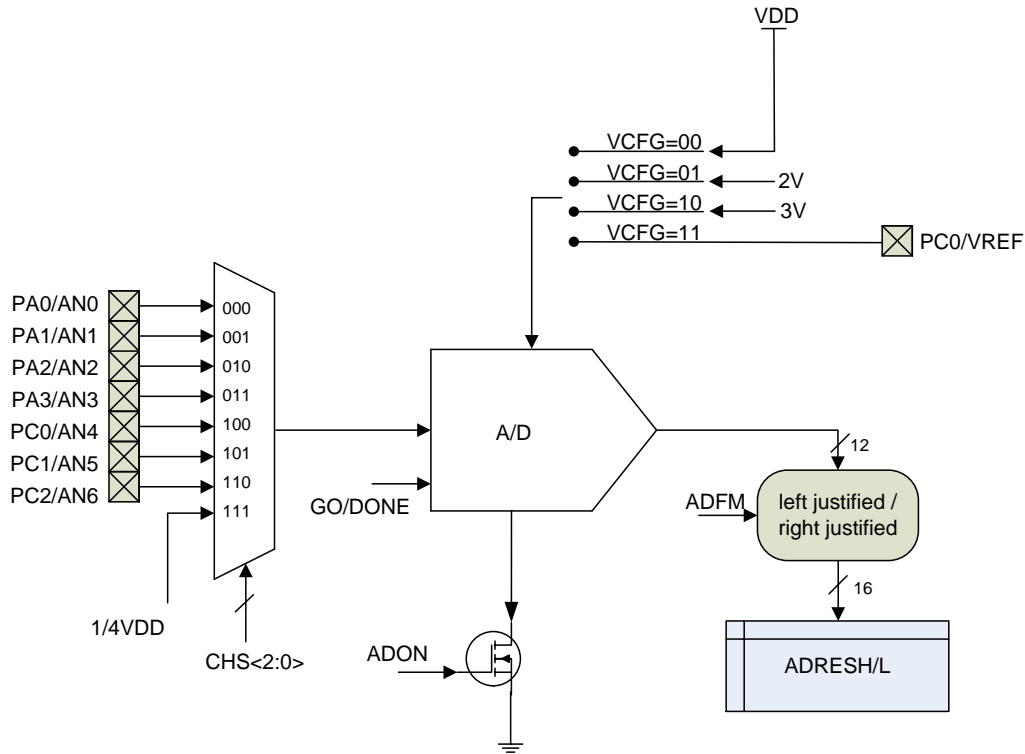 VDD
VCFG=00
VCFG=01
2V
VCFG=10
3V
VCFG=11
PC0/VREF
PA0/AN0
000
PA1/AN1
001
PA2/AN2
010
PA3/AN3
011
PC0/AN4
100
PC1/AN5
101
PC2/AN6
110
111
1/4VDD
CHS<2:0>
A/D
GO/DONE
ADON
12
ADFM
left justified /
right justified
16
ADRESH/L